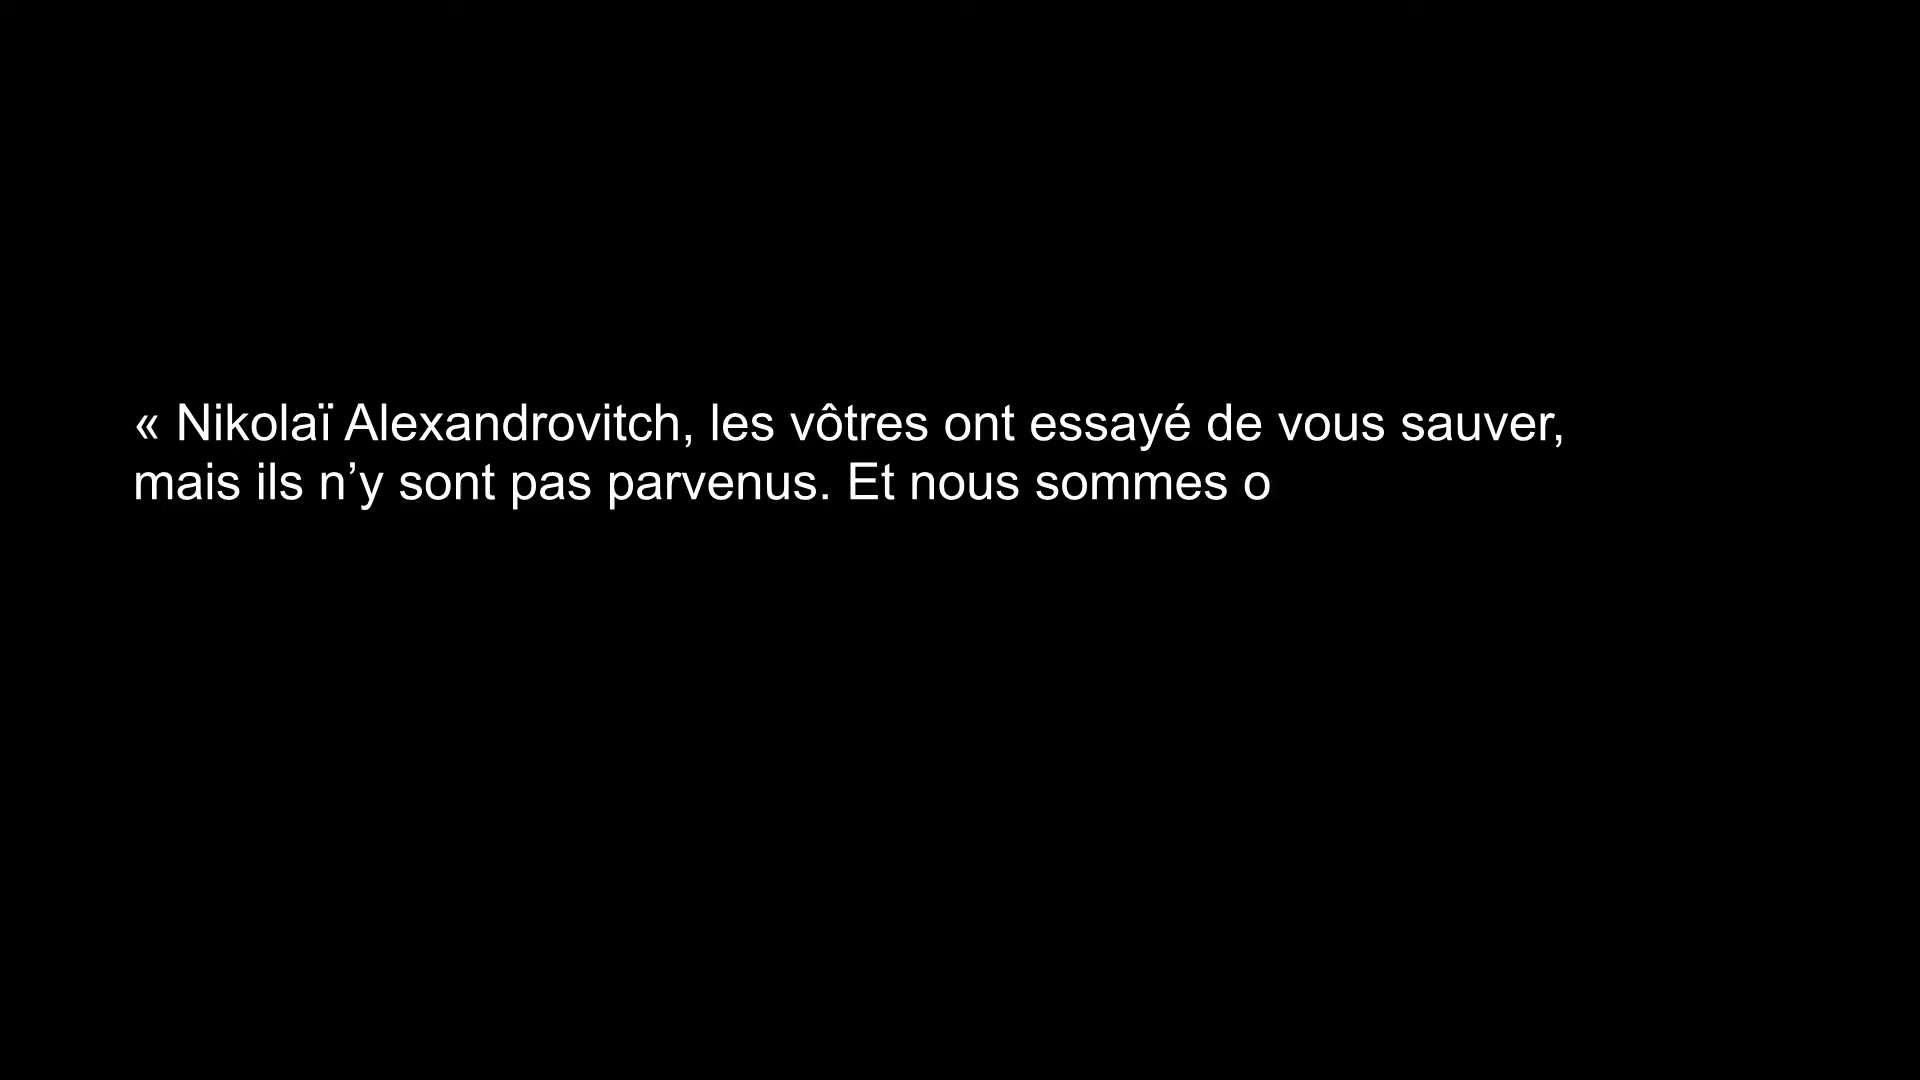 « Nikolaï Alexandrovitch, les vôtres ont essayé de vous sauver,
mais ils n’y sont pas parvenus. Et nous sommes o